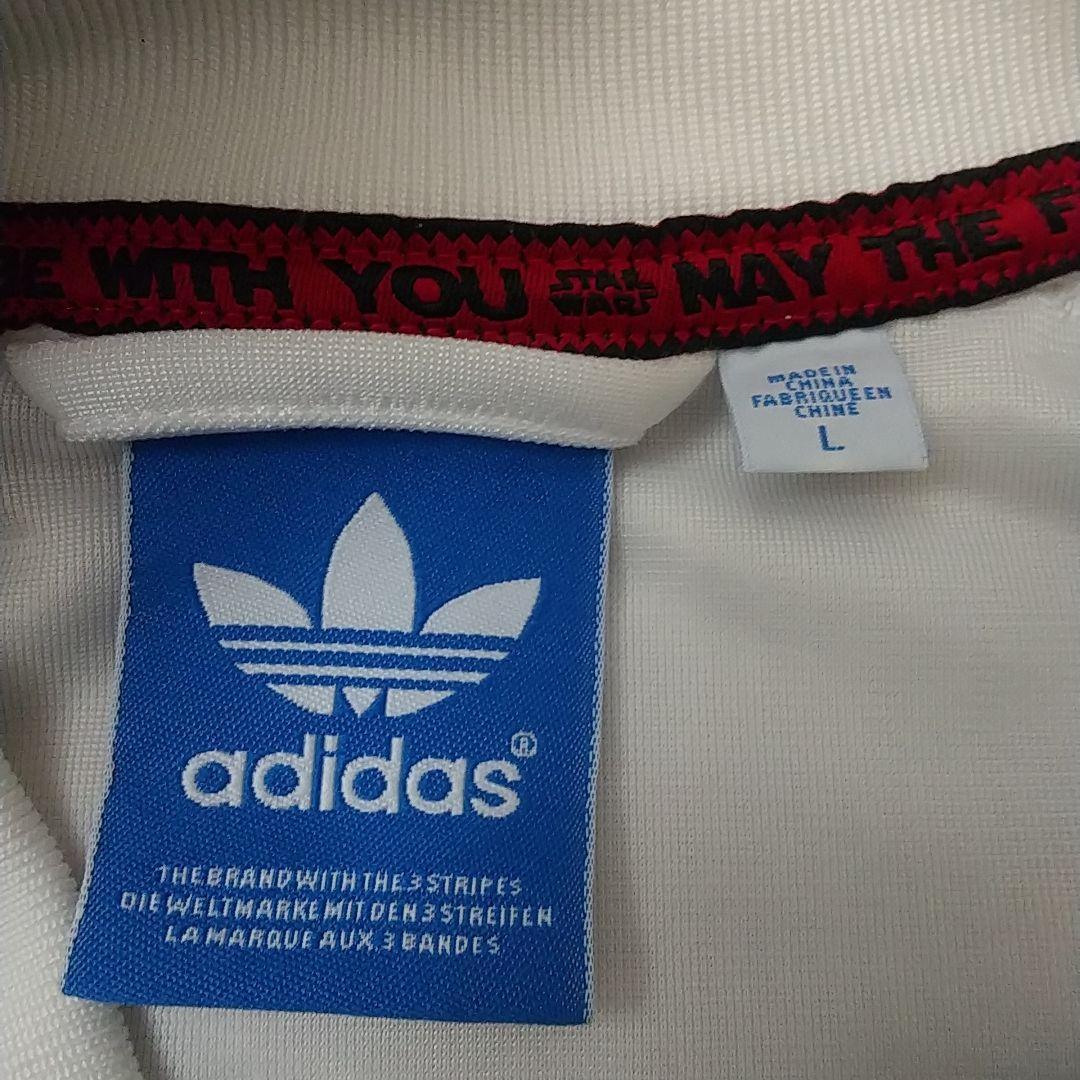 BE WITH YOU STAR WARS MAY THE F
MADE IN
CHINA
FABRIQUE EN
CHINE
L
adidas®
THE BRAND WITH THE 3 STRIPES
DIE WELTMARKE MIT DEN 3 STREIFEN
LA MARQUE AUX 3 BANDES